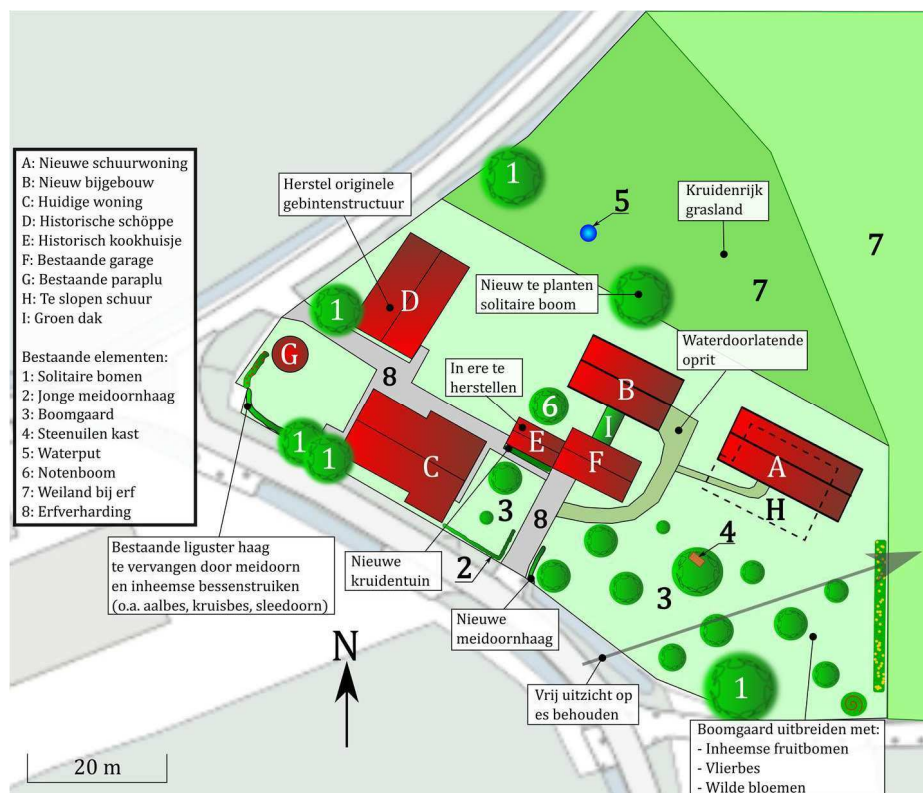 A: Nieuwe schuurwoning
B: Nieuw bijgebouw
C: Huidige woning
D: Historische schöppe
E: Historisch kookhuisje
F: Bestaande garage
G: Bestaande paraplu
H: Te slopen schuur
I: Groen dak
Bestaande elementen:
1: Solitaire bomen
2: Jonge meidoornhaag
3: Boomgaard
4: Steenuilen kast
5: Waterput
6: Notenboom
7: Weiland bij erf
8: Erfverharding
Herstel originele
gebintenstructuur
1
5
Kruidenrijk
grasland
7
7
Nieuw te planten
solitaire boom
D
1
Waterdoorlatende
oprit
G
8
In ere te
herstellen
6
B
I
E
F
A
H
1
1
C
3
8
4
2
3
Bestaande liguster haag
te vervangen door meidoorn
en inheemse bessenstruiken
(o.a. aalbes, kruisbes, sleedoorn)
Nieuwe
kruidentuin
Nieuwe
meidoornhaag
1
N
Vrij uitzicht op
es behouden
Boomgaard uitbreiden met:
- Inheemse fruitbomen
- Vlierbes
- Wilde bloemen
20 m